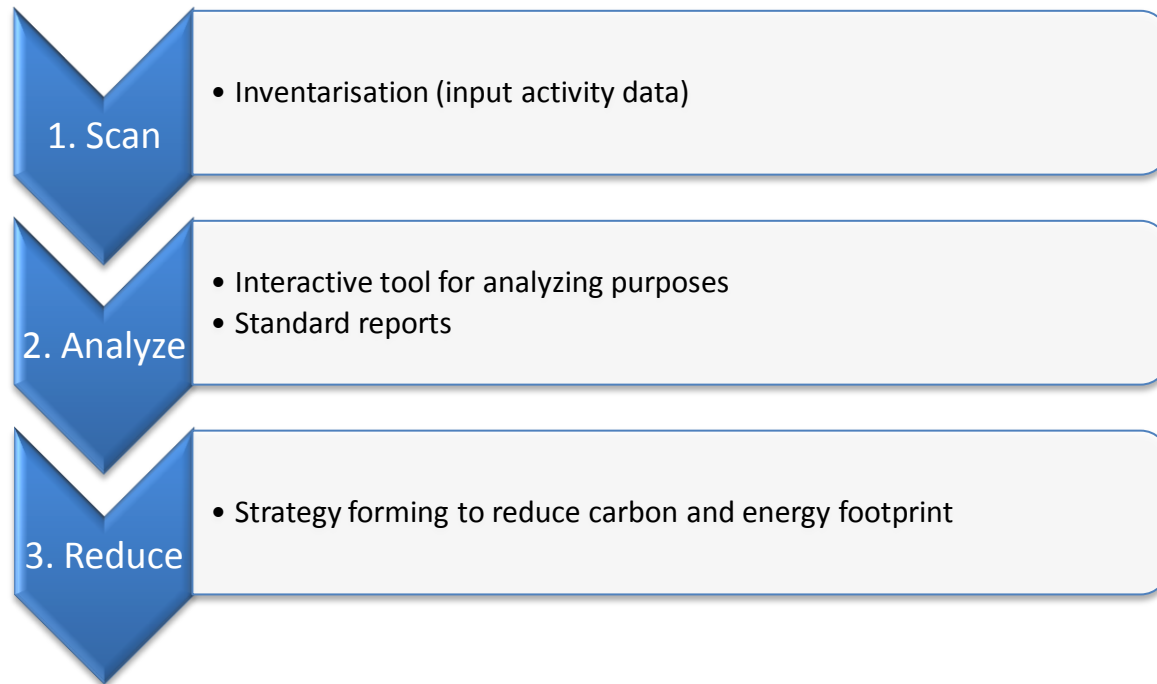 1. Scan
• Inventarisation (input activity data)
2. Analyze
• Interactive tool for analyzing purposes
• Standard reports
3. Reduce
• Strategy forming to reduce carbon and energy footprint